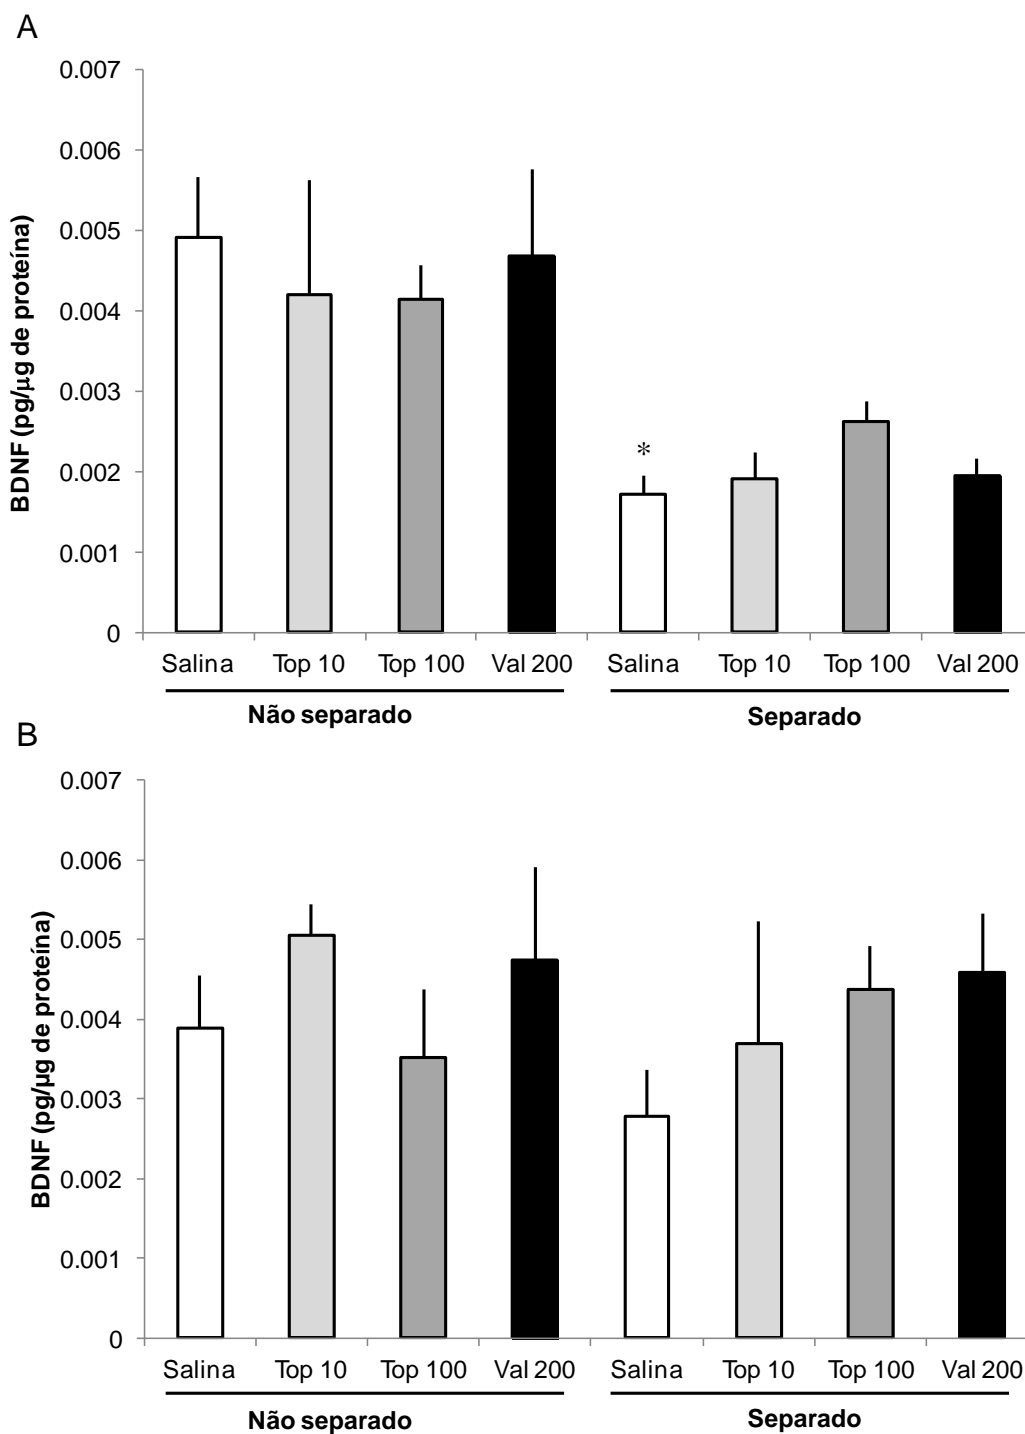 A
0.007
0.006
0.005
0.004
0.003
0.002
0.001
0
BDNF (pg/μg de proteína)
*
Salina Top 10 Top 100 Val 200 Salina Top 10 Top 100 Val 200
Não separado Separado
B
0.007
0.006
0.005
0.004
0.003
0.002
0.001
0
BDNF (pg/μg de proteína)
Salina Top 10 Top 100 Val 200 Salina Top 10 Top 100 Val 200
Não separado Separado